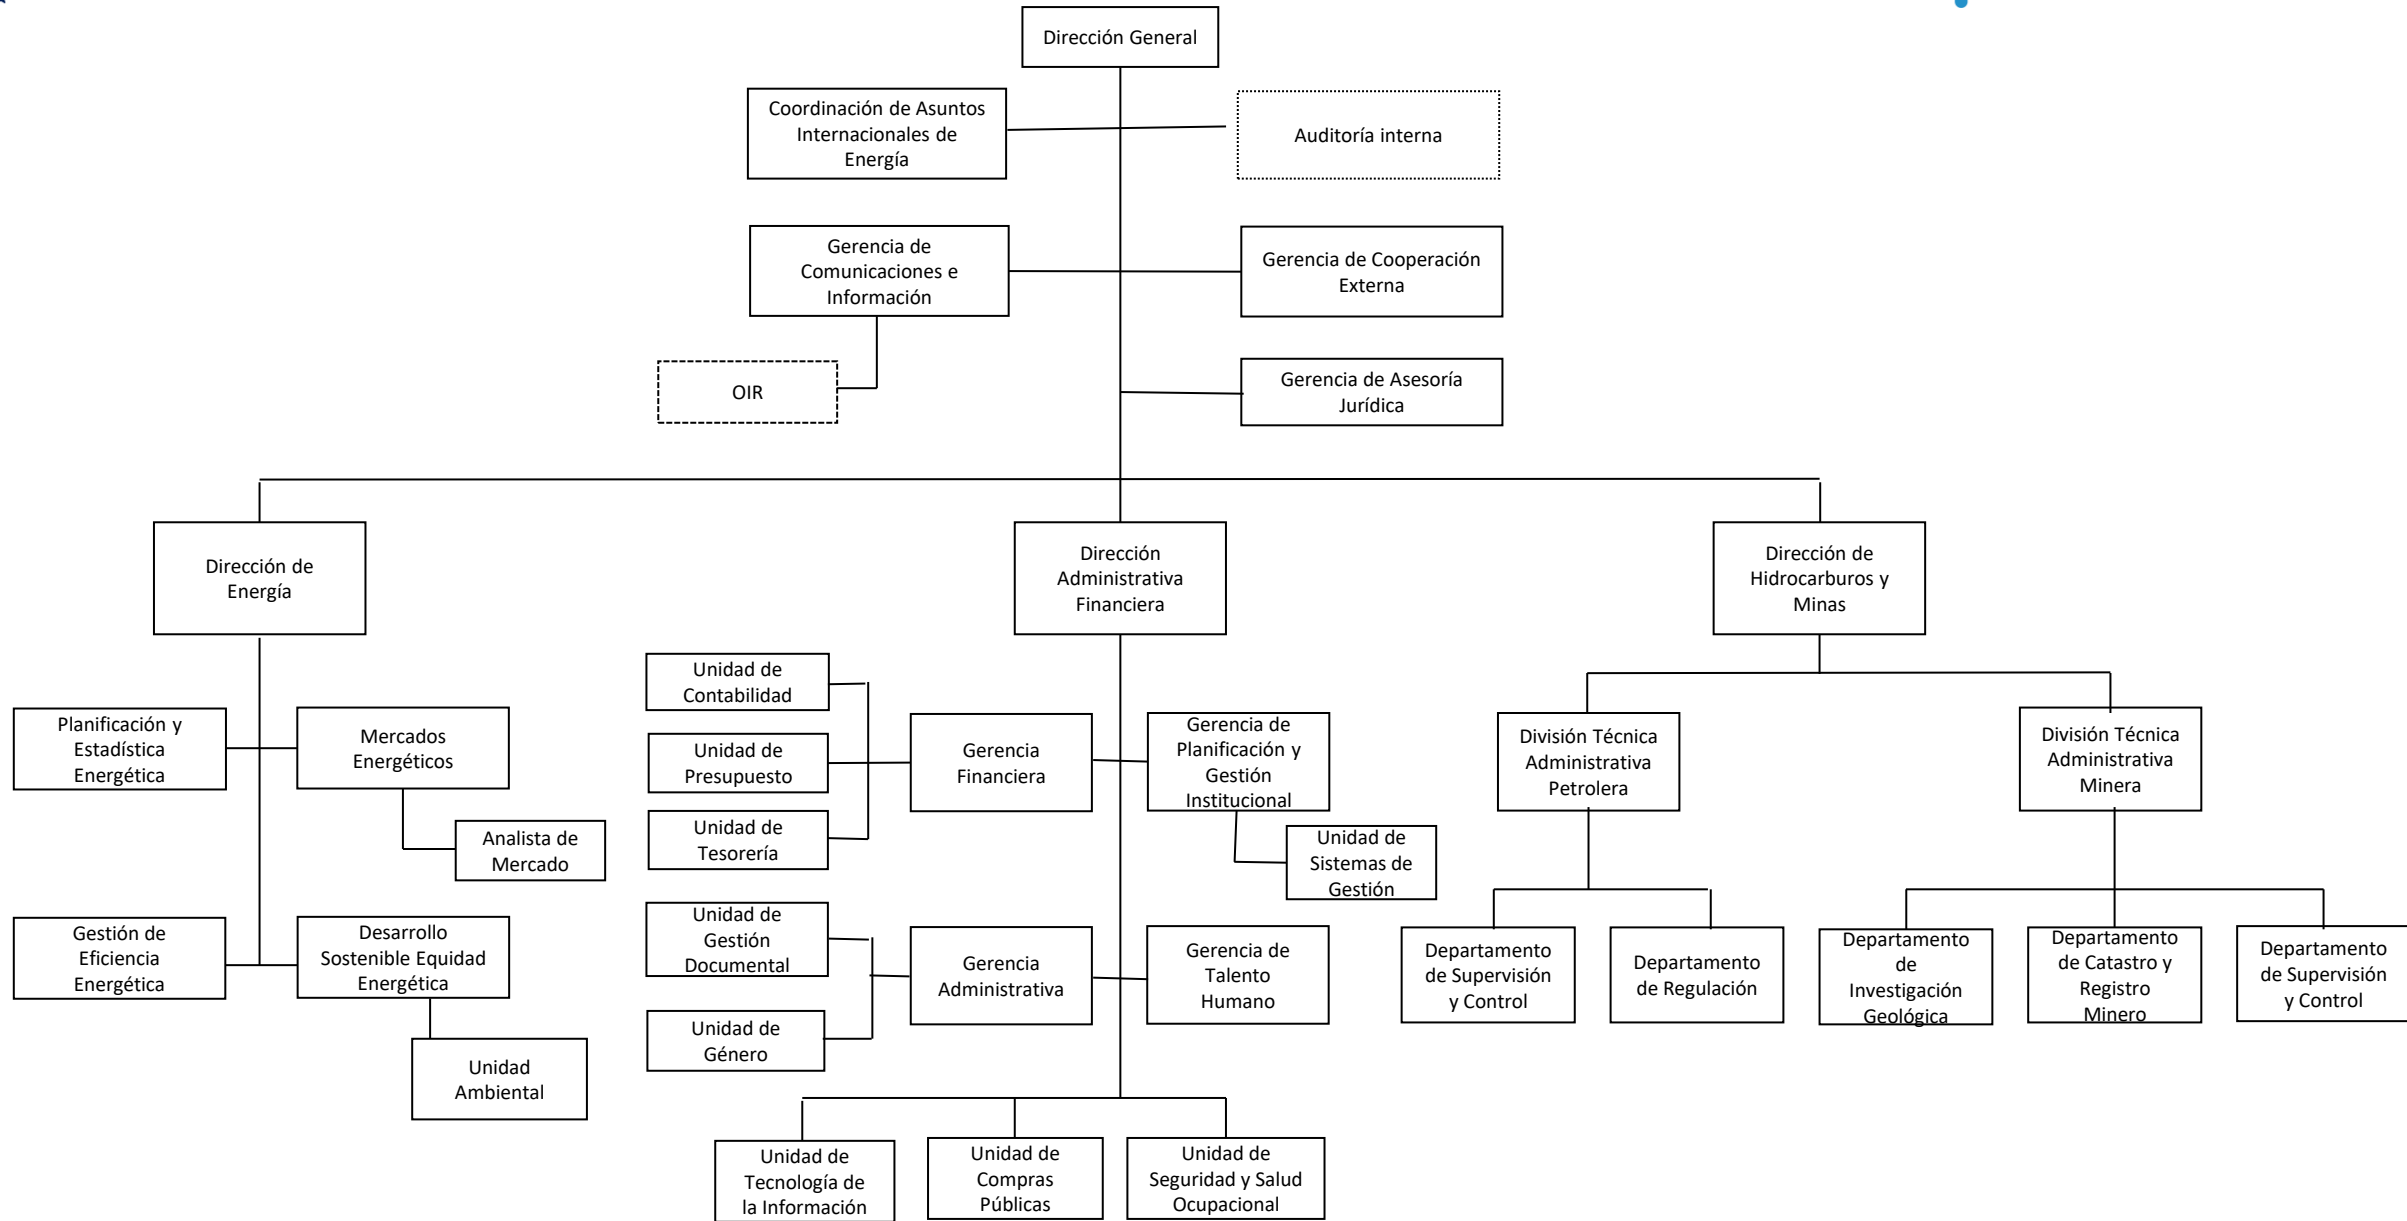 Dirección General
Coordinación de Asuntos
Internacionales de
Energía
Auditoría interna
Gerencia de
Comunicaciones e
Información
Gerencia de Cooperación
Externa
OIR
Gerencia de Asesoría
Jurídica
Dirección de
Energía
Dirección
Administrativa
Financiera
Dirección de
Hidrocarburos y
Minas
Planificación y
Estadística
Energética
Mercados
Energéticos
Analista de
Mercado
Gestión de
Eficiencia
Energética
Desarrollo
Sostenible Equidad
Energética
Unidad
Ambiental
Unidad de
Contabilidad
Unidad de
Presupuesto
Unidad de
Tesorería
Gerencia
Financiera
Gerencia de
Planificación y
Gestión
Institucional
Unidad de
Sistemas de
Gestión
Unidad de
Gestión
Documental
Unidad de
Género
Gerencia
Administrativa
Gerencia de
Talento
Humano
Unidad de
Tecnología de
la Información
Unidad de
Compras
Públicas
Unidad de
Seguridad y Salud
Ocupacional
División Técnica
Administrativa
Petrolera
División Técnica
Administrativa
Minera
Departamento
de Supervisión
y Control
Departamento
de Regulación
Departamento
de
Investigación
Geológica
Departamento
de Catastro y
Registro
Minero
Departamento
de Supervisión
y Control